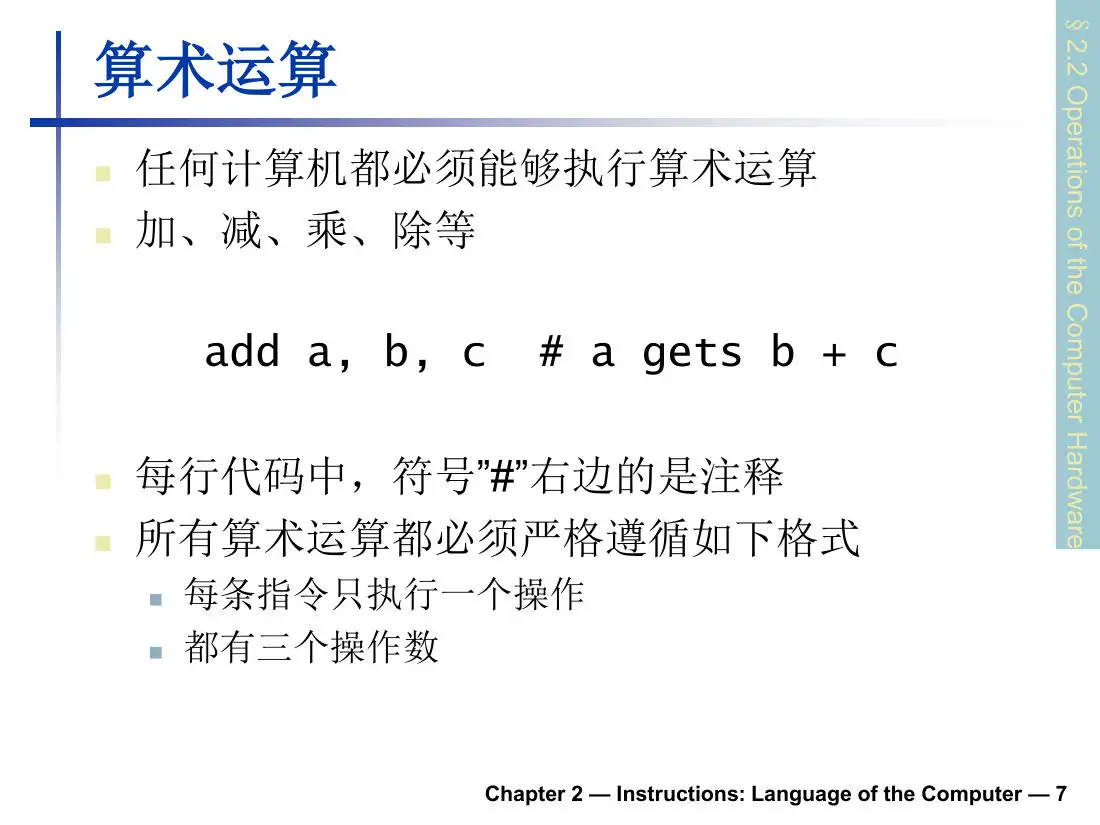 算术运算
§2.2 Operations of the Computer Hardware
任何计算机都必须能够执行算术运算
加、减、乘、除等
add a, b, c  # a gets b + c
每行代码中，符号”#”右边的是注释
所有算术运算都必须严格遵循如下格式
每条指令只执行一个操作
都有三个操作数
Chapter 2 — Instructions: Language of the Computer — 7